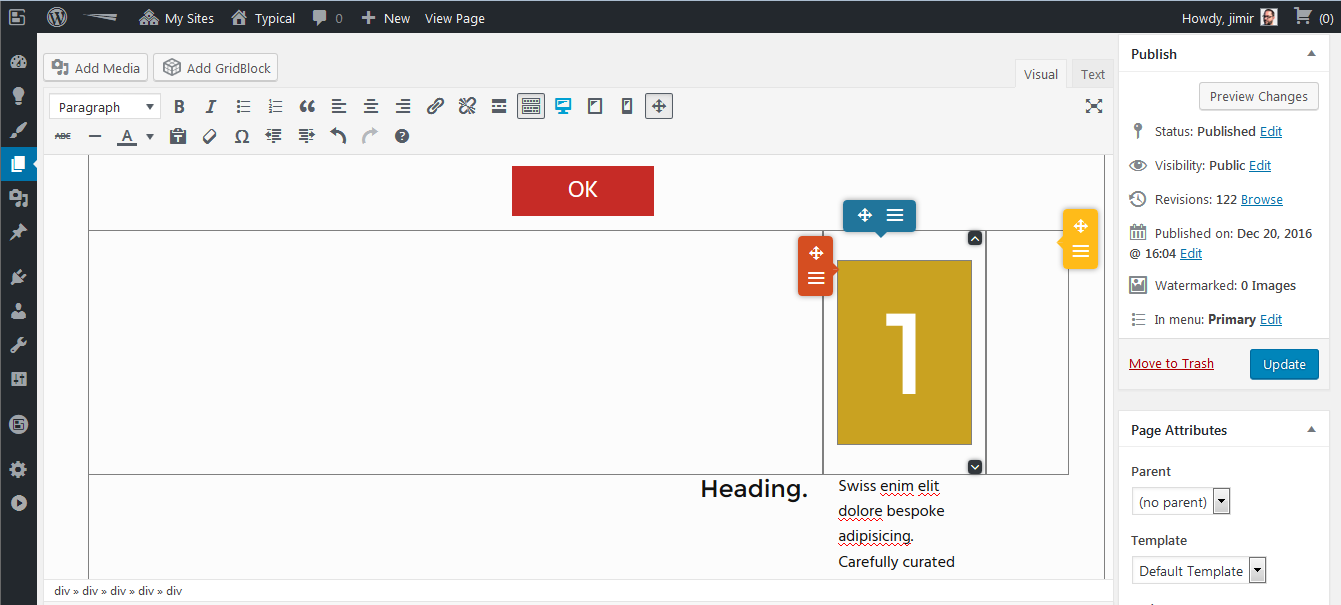 My Sites
Typical
0
New
View Page
Howdy, jimir
(0)
Add Media
Add GridBlock
Visual
Text
Paragraph
B
I
ABC
A
Ω
OK
1
Heading.
Swiss enim elit
dolore bespoke
adipisicing.
Carefully curated
div » div » div » div » div
Publish
Preview Changes
Status: Published Edit
Visibility: Public Edit
Revisions: 122 Browse
Published on: Dec 20, 2016
@ 16:04 Edit
Watermarked: 0 Images
In menu: Primary Edit
Move to Trash
Update
Page Attributes
Parent
(no parent)
Template
Default Template